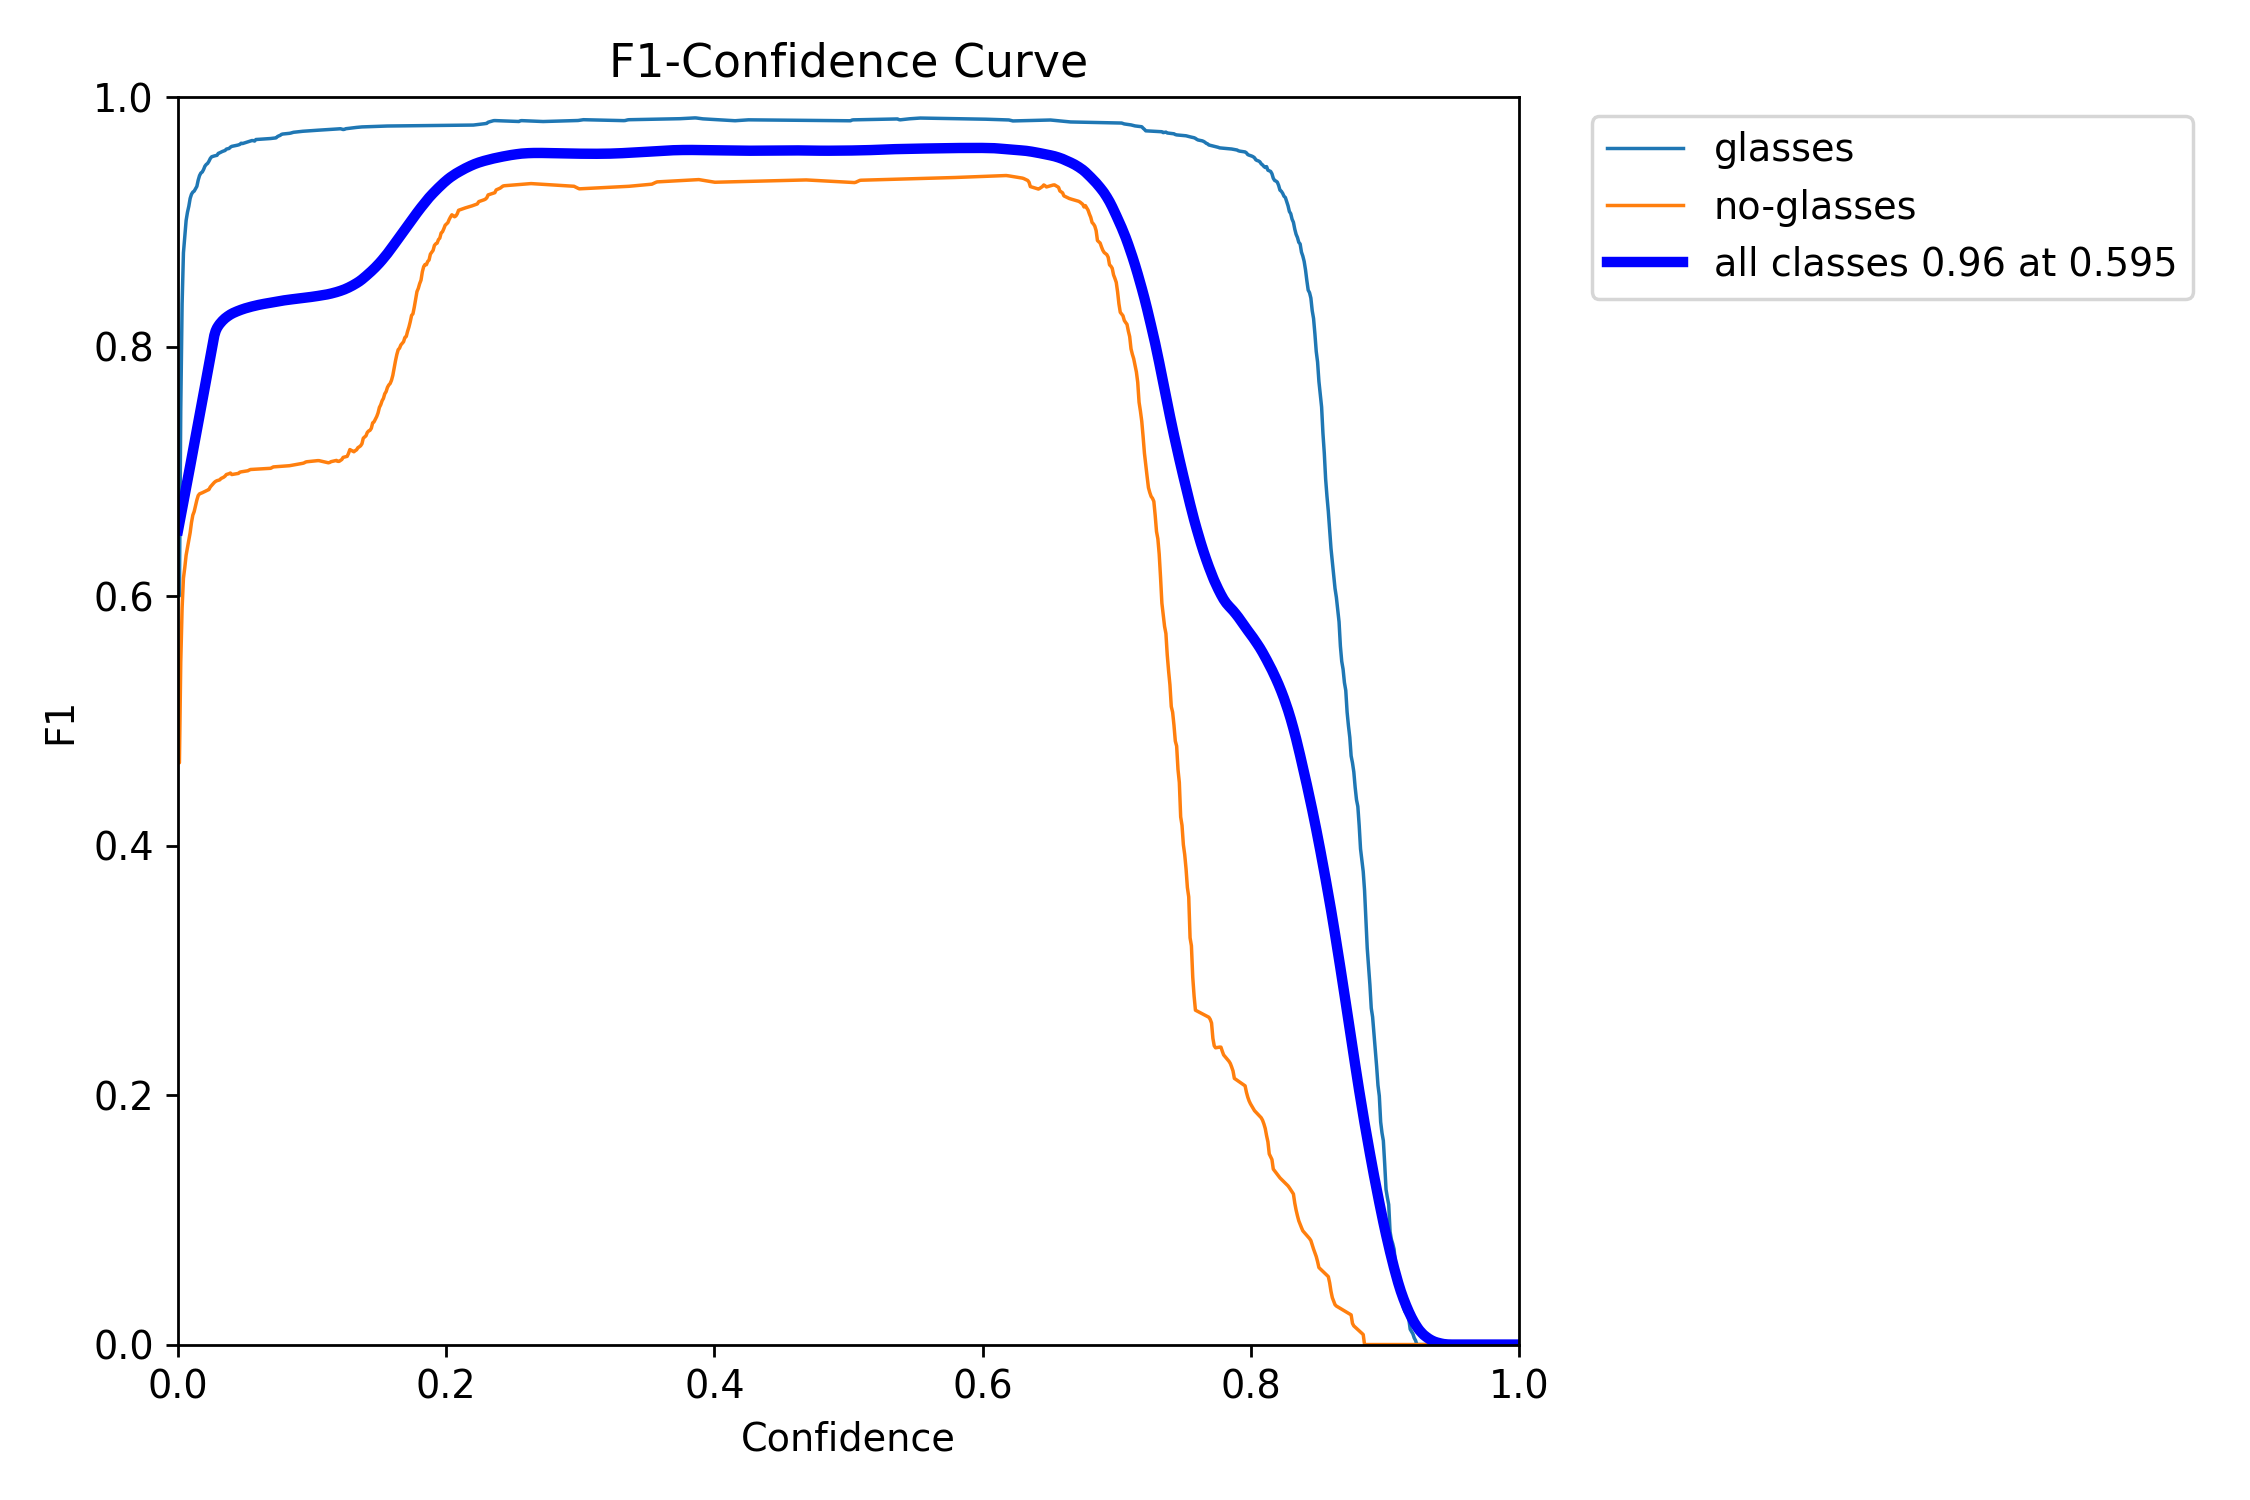 F1-Confidence Curve
1.0
0.8
0.6
0.4
0.2
0.0
F1
0.0 0.2 0.4 0.6 0.8 1.0
Confidence
glasses
no-glasses
all classes 0.96 at 0.595